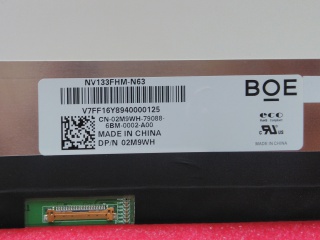 NV133FHM-N63
BOE
V7FF16Y8940000125
CN-02M9WH-79088-
6BM-0002-A00
MADE IN CHINA
DP/N 02M9WH
eco
MADE IN CHINA